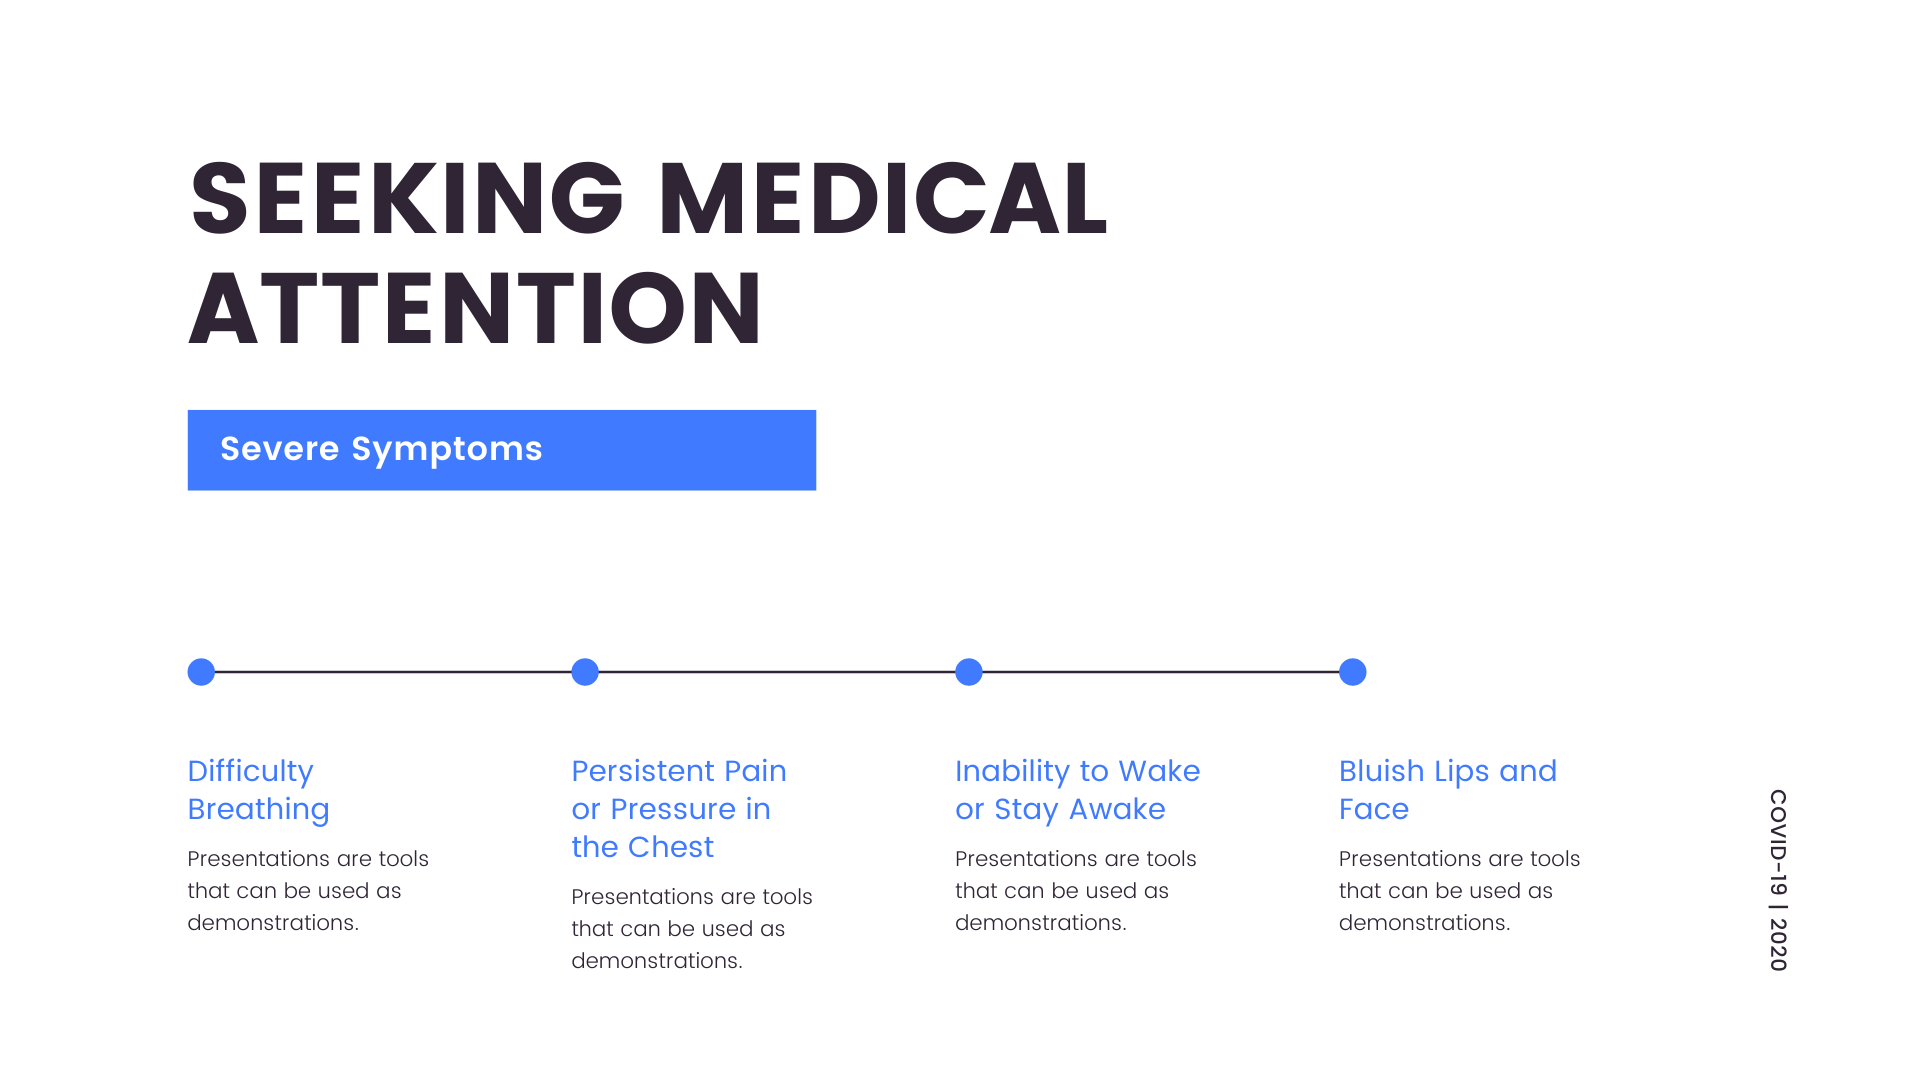 SEEKING MEDICAL
ATTENTION
Severe Symptoms
Difficulty
Breathing
Presentations are tools
that can be used as
demonstrations.
Persistent Pain
or Pressure in
the Chest
Presentations are tools
that can be used as
demonstrations.
Inability to Wake
or Stay Awake
Presentations are tools
that can be used as
demonstrations.
Bluish Lips and
Face
Presentations are tools
that can be used as
demonstrations.
COVID-19 | 2020